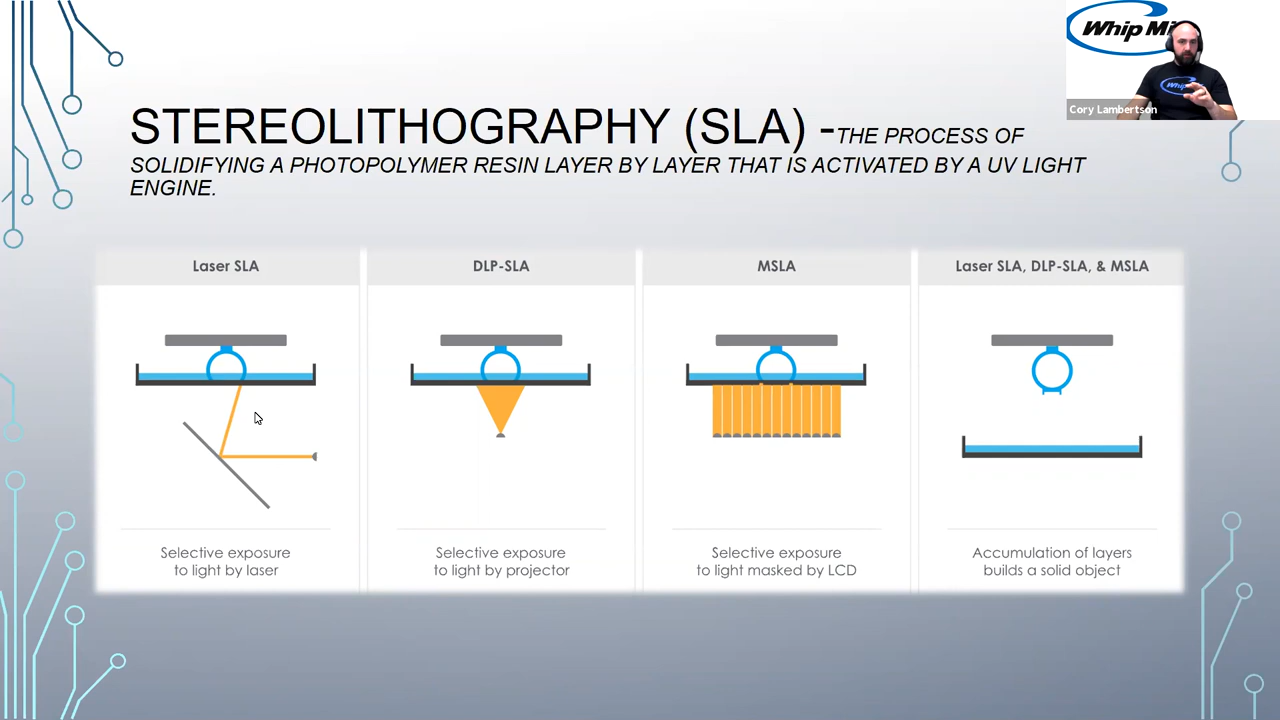 Whip Mi
Whip
Cory Lambertson
STEREOLITHOGRAPHY (SLA) -THE PROCESS OF
SOLIDIFYING A PHOTOPOLYMER RESIN LAYER BY LAYER THAT IS ACTIVATED BY A UV LIGHT
ENGINE.
Laser SLA
DLP-SLA
MSLA
Laser SLA, DLP-SLA, & MSLA
Selective exposure
to light by laser
Selective exposure
to light by projector
Selective exposure
to light masked by LCD
Accumulation of layers
builds a solid object